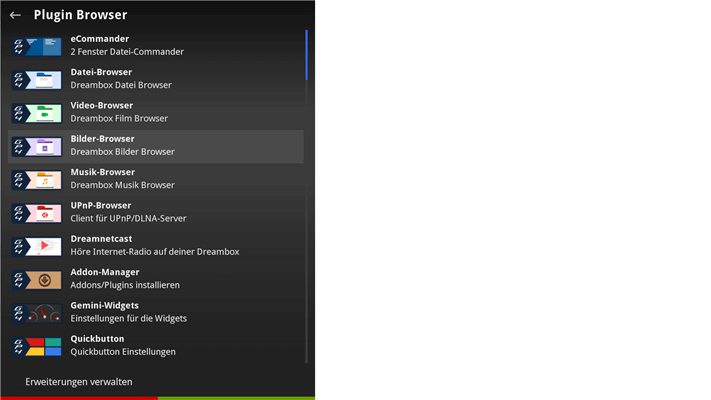 Plugin Browser
eCommander
2 Fenster Datei-Commander
Datei-Browser
Dreambox Datei Browser
Video-Browser
Dreambox Film Browser
Bilder-Browser
Dreambox Bilder Browser
Musik-Browser
Dreambox Musik Browser
UPnP-Browser
Client für UPnP/DLNA-Server
Dreamnetcast
Höre Internet-Radio auf deiner Dreambox
Addon-Manager
Addons/Plugins installieren
Gemini-Widgets
Einstellungen für die Widgets
Quickbutton
Quickbutton Einstellungen
Erweiterungen verwalten